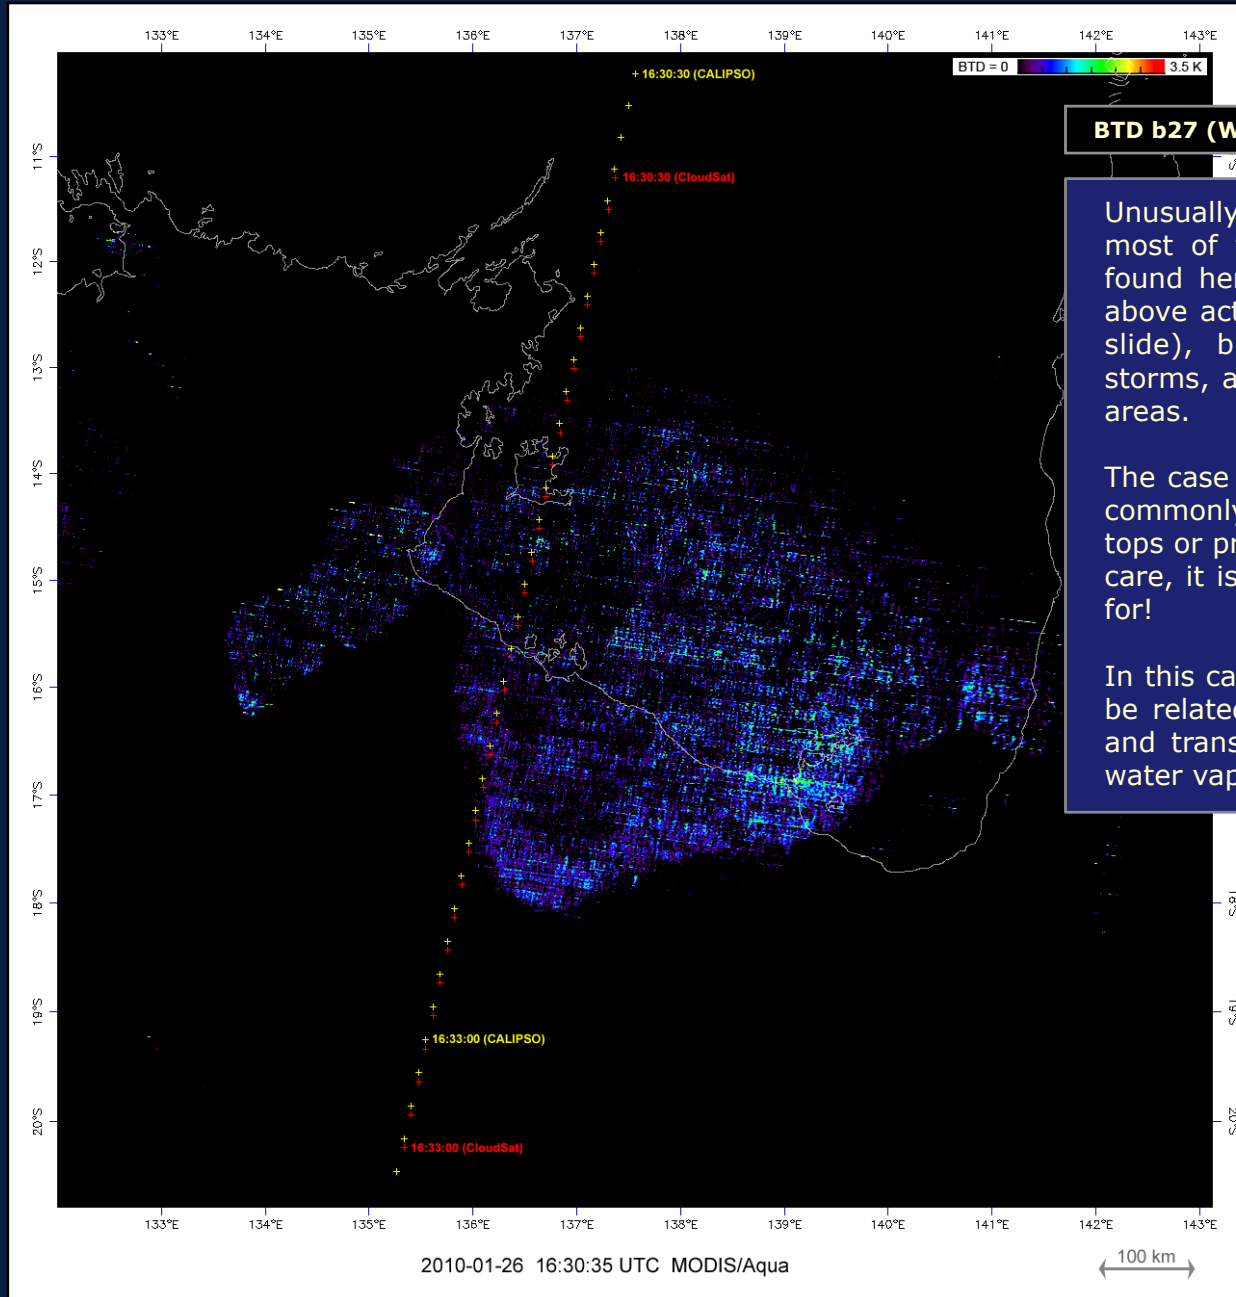 133°E 134°E 135°E 136°E 137°E 138°E 139°E 140°E 141°E 142°E 143°E
BTD = 0 3.5 K
16:30:30 (CALIPSO)
BTD b27 (W
11°S
16:30:30 (CloudSat)
Unusually
most of
found her
above act
slide), b
storms, a
areas.
12°S
13°S
14°S
The case
commonly
tops or pr
care, it is
for!
15°S
16°S
In this ca
be related
and trans
water vap
17°S
18°S 18°S
19°S 19°S
16:33:00 (CALIPSO)
20°S 20°S
16:33:00 (CloudSat)
133°E 134°E 135°E 136°E 137°E 138°E 139°E 140°E 141°E 142°E 143°E
2010-01-26 16:30:35 UTC MODIS/Aqua
100 km